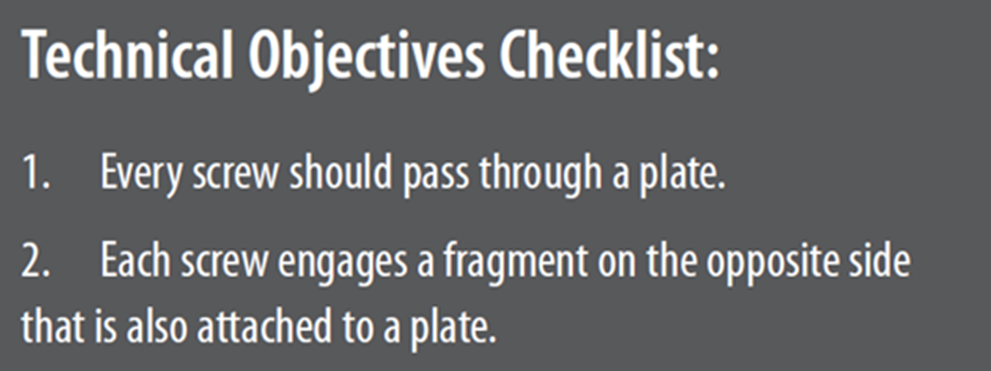 Technical Objectives Checklist:
1. Every screw should pass through a plate.
2. Each screw engages a fragment on the opposite side
that is also attached to a plate.